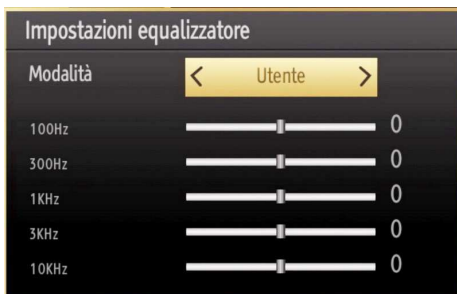 Impostazioni equalizzatore
Modalità < Utente >
100Hz 0
300Hz 0
1KHz 0
3KHz 0
10KHz 0